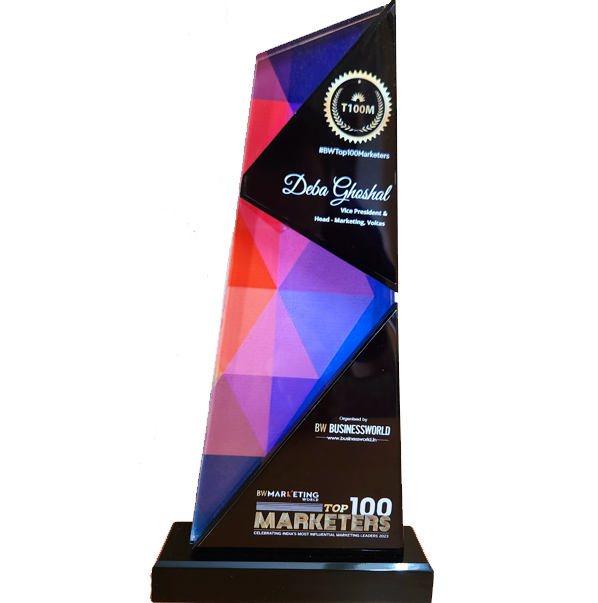 T100M
#BWTop100Marketers
Deba Ghoshal
Vice President &
Head - Marketing, Voltas
Organised by
BW BUSINESSWORLD
www.businessworld.in
BW MARKETING
WORLD
TOP 100
MARKETERS
CELEBRATING INDIA'S MOST INFLUENTIAL MARKETING LEADERS 2023